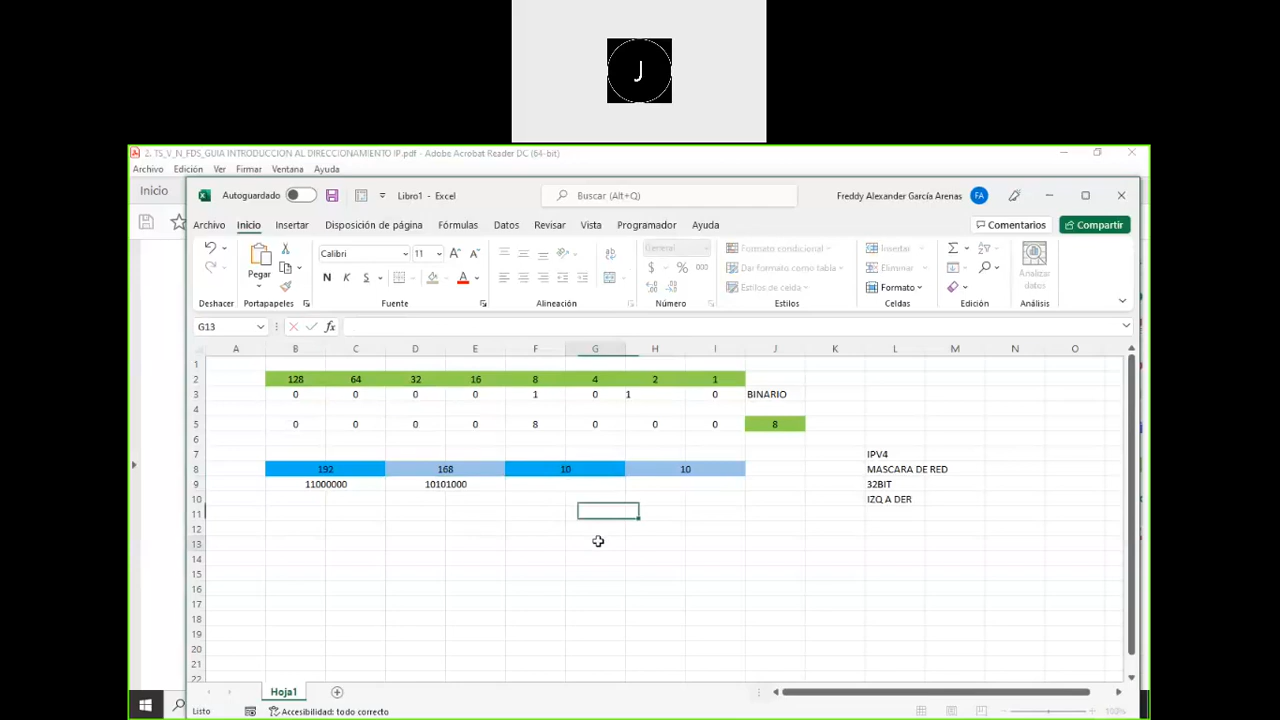 J
2. TS_V_N_FDS_GUIA INTRODUCCION AL DIRECCIONAMIENTO IP.pdf - Adobe Acrobat Reader DC (64-bit)
Archivo Edición Ver Firmar Ventana Ayuda
Inicio
Autoguardado Libro1 - Excel Buscar (Alt+Q) Freddy Alexander García Arenas FA
Archivo Inicio Insertar Disposición de página Fórmulas Datos Revisar Vista Programador Ayuda Comentarios Compartir
Calibri 11 General Formato condicional Insertar
Pegar N K S Dar formato como tabla Eliminar Analizar datos
Estilos de celda Formato
Deshacer Portapapeles Fuente Alineación Número Estilos Celdas Edición Análisis
G13 fx
A B C D E F G H I J K L M N O
1
2 128 64 32 16 8 4 2 1
3 0 0 0 0 1 0 1 0 BINARIO
4
5 0 0 0 0 8 0 0 0 8
6
7 IPV4
8 192 168 10 10 MASCARA DE RED
9 11000000 10101000 32BIT
10 IZQ A DER
11
12
13
14
15
16
17
18
19
20
21
22
Hoja1
Listo Accesibilidad: todo correcto 100%